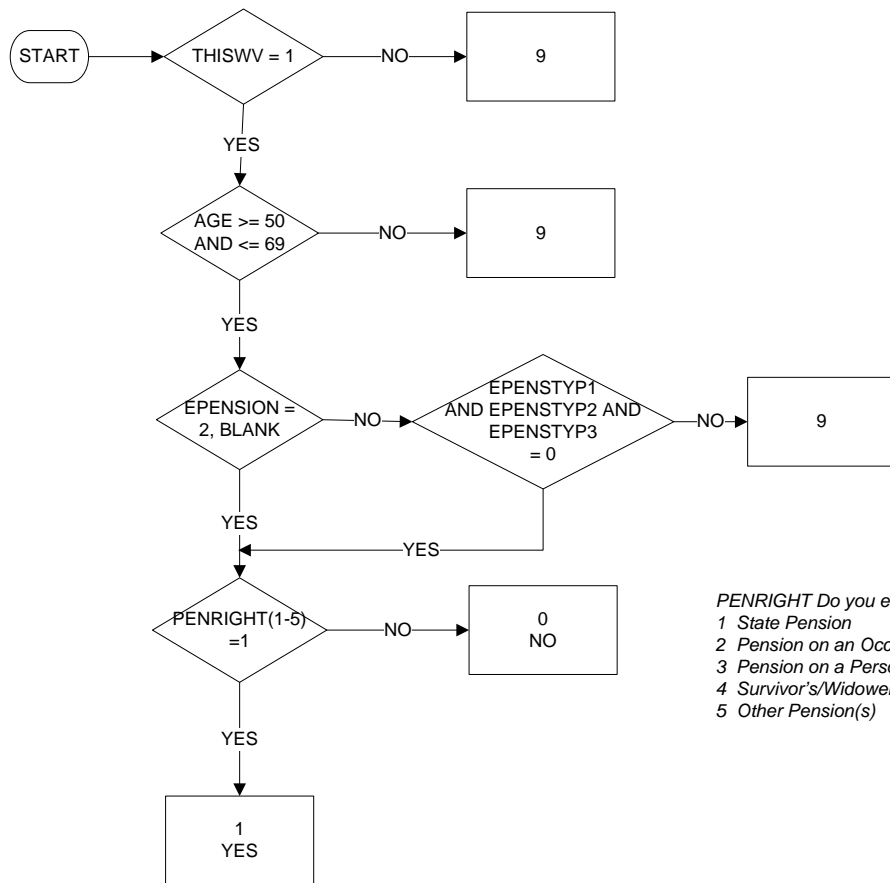 START
THISWV = 1
NO
9
YES
AGE >= 50
AND <= 69
NO
9
YES
EPENSION =
2, BLANK
NO
EPENSTYP1
AND EPENSTYP2 AND
EPENSTYP3
= 0
NO
9
YES
YES
PENRIGHT(1-5)
=1
NO
0
NO
PENRIGHT Do you e
1 State Pension
2 Pension on an Occ
3 Pension on a Perso
4 Survivor's/Widower
5 Other Pension(s)
YES
1
YES